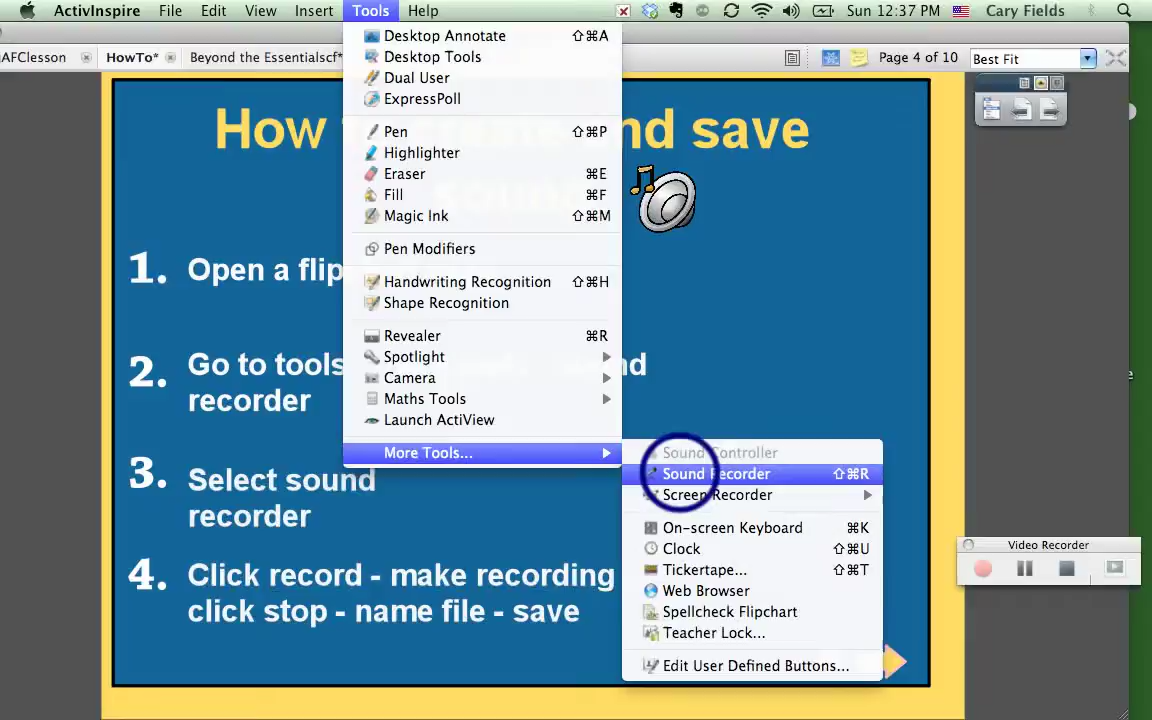 ActivInspire File Edit View Insert Tools Help Sun 12:37 PM Cary Fields
AFClesson HowTo* Beyond the Essentialscf* Page 4 of 10 Best Fit
Desktop Annotate ⇧⌘A
Desktop Tools
Dual User
ExpressPoll
Pen ⇧⌘P
Highlighter
Eraser ⌘E
Fill ⌘F
Magic Ink ⇧⌘M
Pen Modifiers
Handwriting Recognition ⇧⌘H
Shape Recognition
Revealer ⌘R
Spotlight
Camera
Maths Tools
Launch ActiView
More Tools...
Sound Controller
Sound Recorder ⇧⌘R
Screen Recorder
On-screen Keyboard ⌘K
Clock ⇧⌘U
Tickertape... ⇧⌘T
Web Browser
Spellcheck Flipchart
Teacher Lock...
Edit User Defined Buttons...
How and save
sound
1. Open a flip
2. Go to tools
recorder
3. Select sound
recorder
4. Click record - make recording
click stop - name file - save
Video Recorder